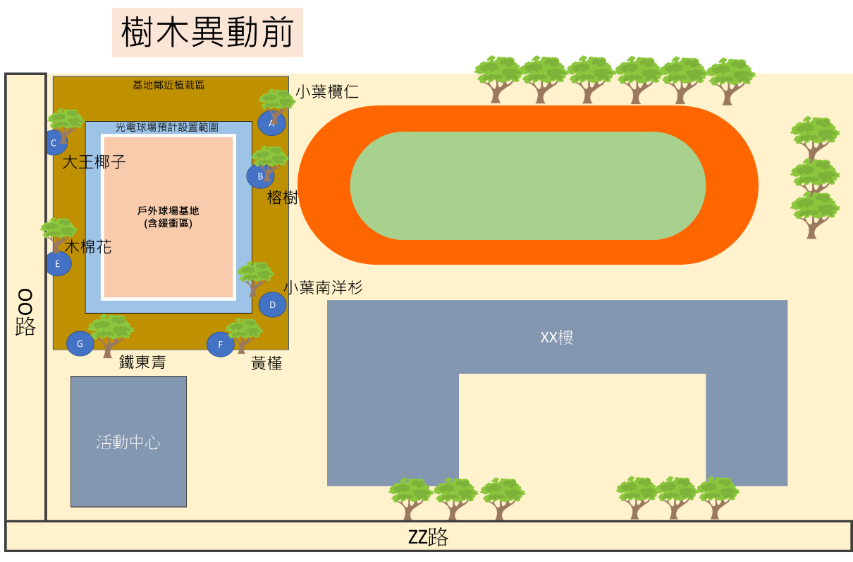 樹木異動前
基地鄰近植栽區
小葉欖仁
A
光電球場預計設置範圍
C
大王椰子
B
榕樹
戶外球場基地
(含緩衝區)
木棉花
E
小葉南洋杉
D
OO路
G
F
鐵東青
黃槿
XX樓
活動中心
ZZ路